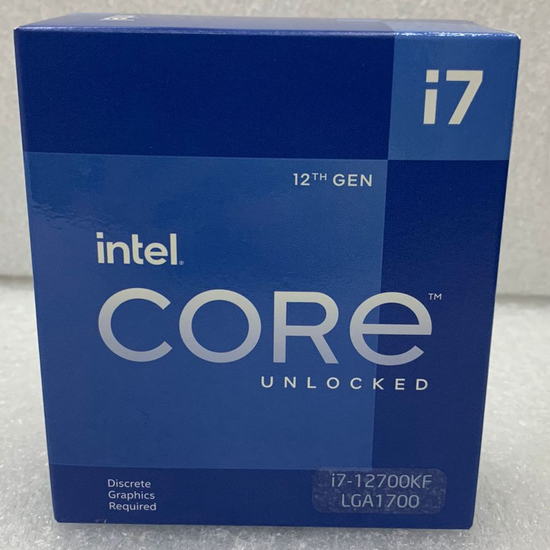 i7
12TH GEN
intel.
CORE™
UNLOCKED
Discrete
Graphics
Required
i7-12700KF
LGA1700